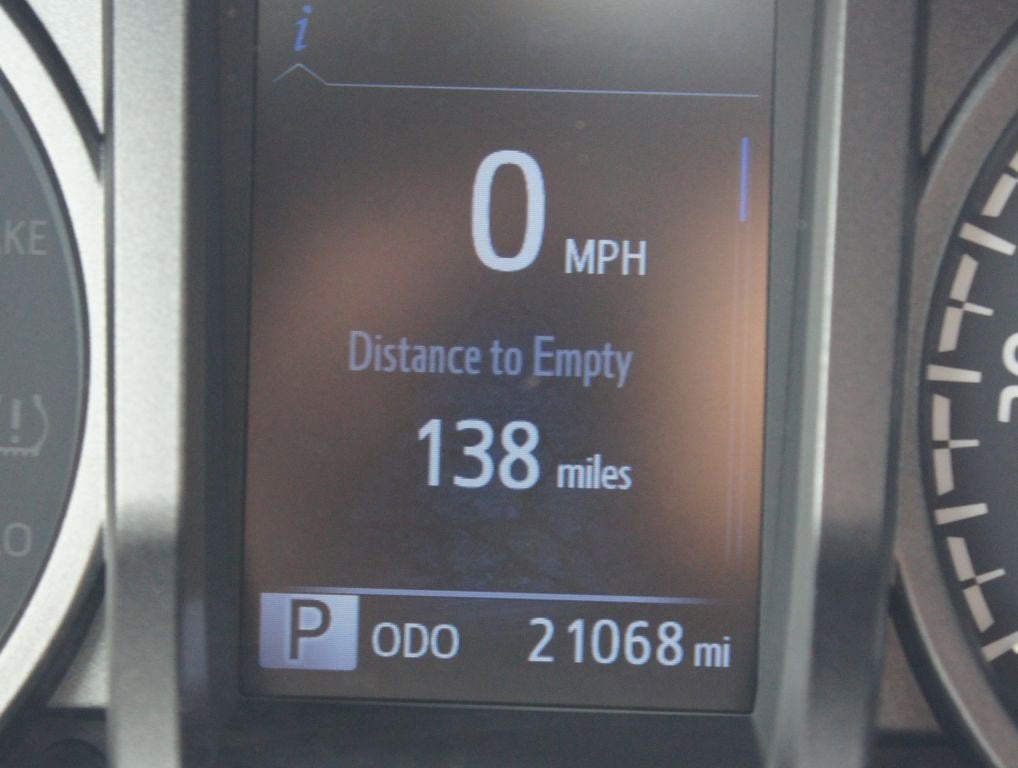 i
0 MPH
Distance to Empty
138 miles
P ODO 21068 mi